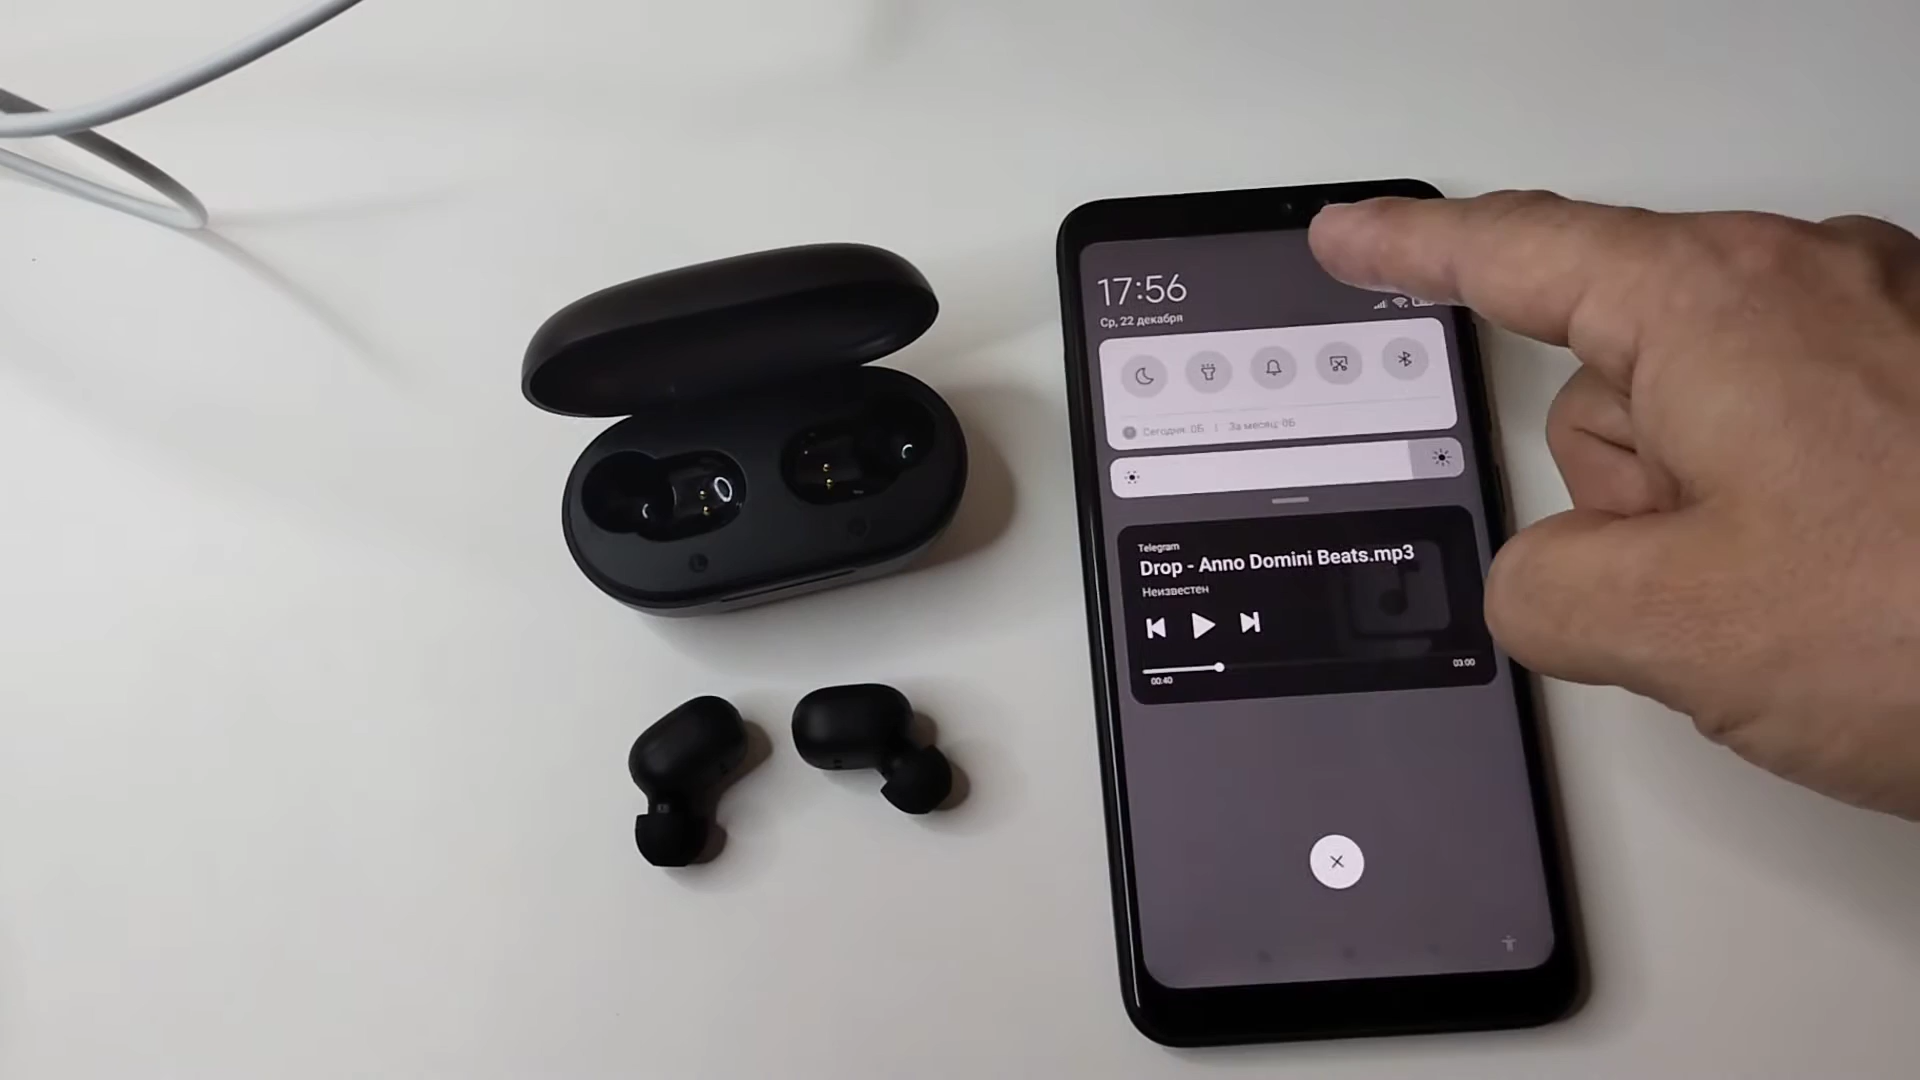 17:56
Ср, 22 декабря
Сегодня: 0Б | За месяц: 0Б
Telegram
Drop - Anno Domini Beats.mp3
Неизвестен
00:40
03:00
L